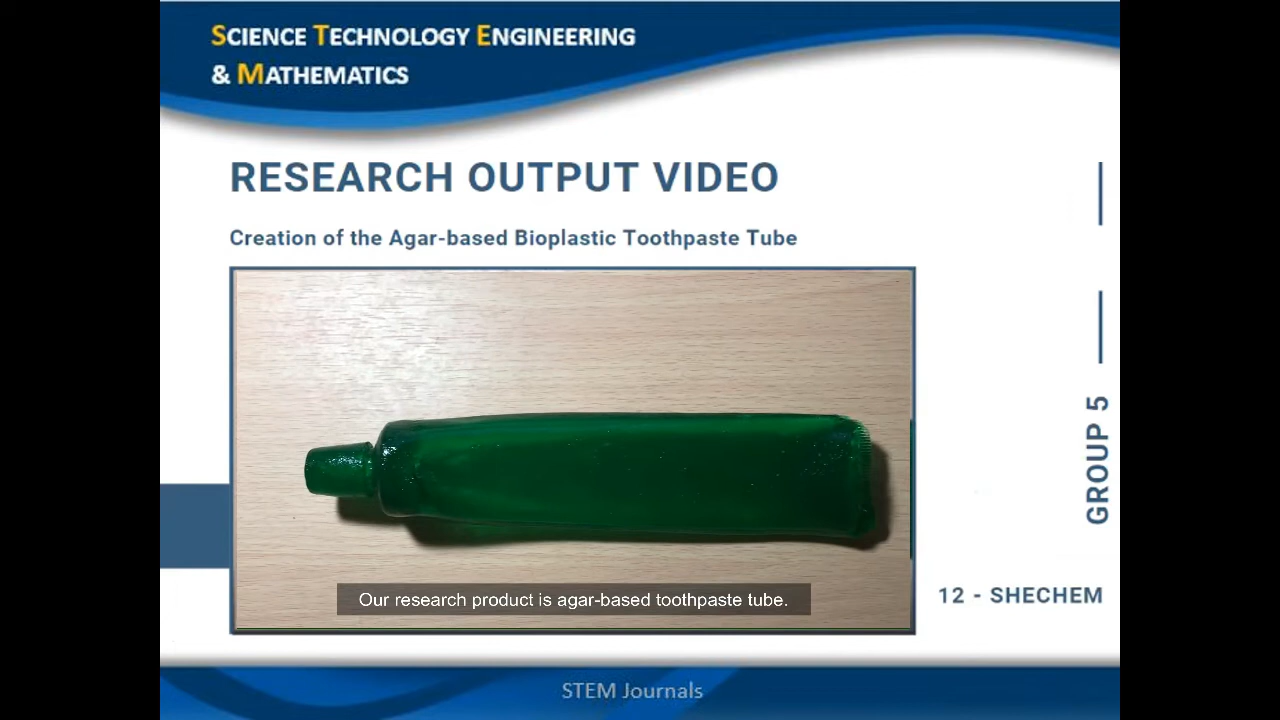 SCIENCE TECHNOLOGY ENGINEERING
& MATHEMATICS
RESEARCH OUTPUT VIDEO
Creation of the Agar-based Bioplastic Toothpaste Tube
Our research product is agar-based toothpaste tube.
GROUP 5
12 - SHECHEM
STEM Journals